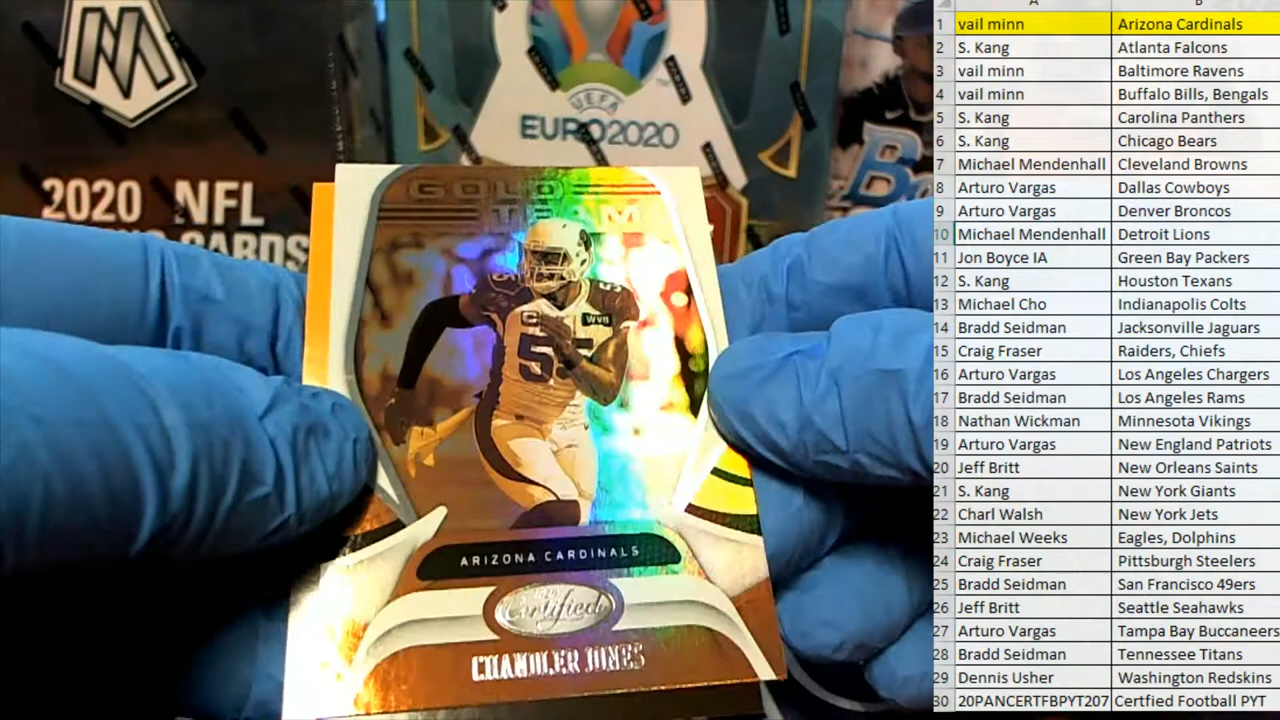 UEFA
EURO2020
2020 NFL
GOLD
TEAM
55
ARIZONA CARDINALS
Certified
CHANDLER JONES
A B
1 vail minn Arizona Cardinals
2 S. Kang Atlanta Falcons
3 vail minn Baltimore Ravens
4 vail minn Buffalo Bills, Bengals
5 S. Kang Carolina Panthers
6 S. Kang Chicago Bears
7 Michael Mendenhall Cleveland Browns
8 Arturo Vargas Dallas Cowboys
9 Arturo Vargas Denver Broncos
10 Michael Mendenhall Detroit Lions
11 Jon Boyce IA Green Bay Packers
12 S. Kang Houston Texans
13 Michael Cho Indianapolis Colts
14 Bradd Seidman Jacksonville Jaguars
15 Craig Fraser Raiders, Chiefs
16 Arturo Vargas Los Angeles Chargers
17 Bradd Seidman Los Angeles Rams
18 Nathan Wickman Minnesota Vikings
19 Arturo Vargas New England Patriots
20 Jeff Britt New Orleans Saints
21 S. Kang New York Giants
22 Charl Walsh New York Jets
23 Michael Weeks Eagles, Dolphins
24 Craig Fraser Pittsburgh Steelers
25 Bradd Seidman San Francisco 49ers
26 Jeff Britt Seattle Seahawks
27 Arturo Vargas Tampa Bay Buccaneers
28 Bradd Seidman Tennessee Titans
29 Dennis Usher Washington Redskins
30 20PANCERTFBPYT207 Certfied Football PYT